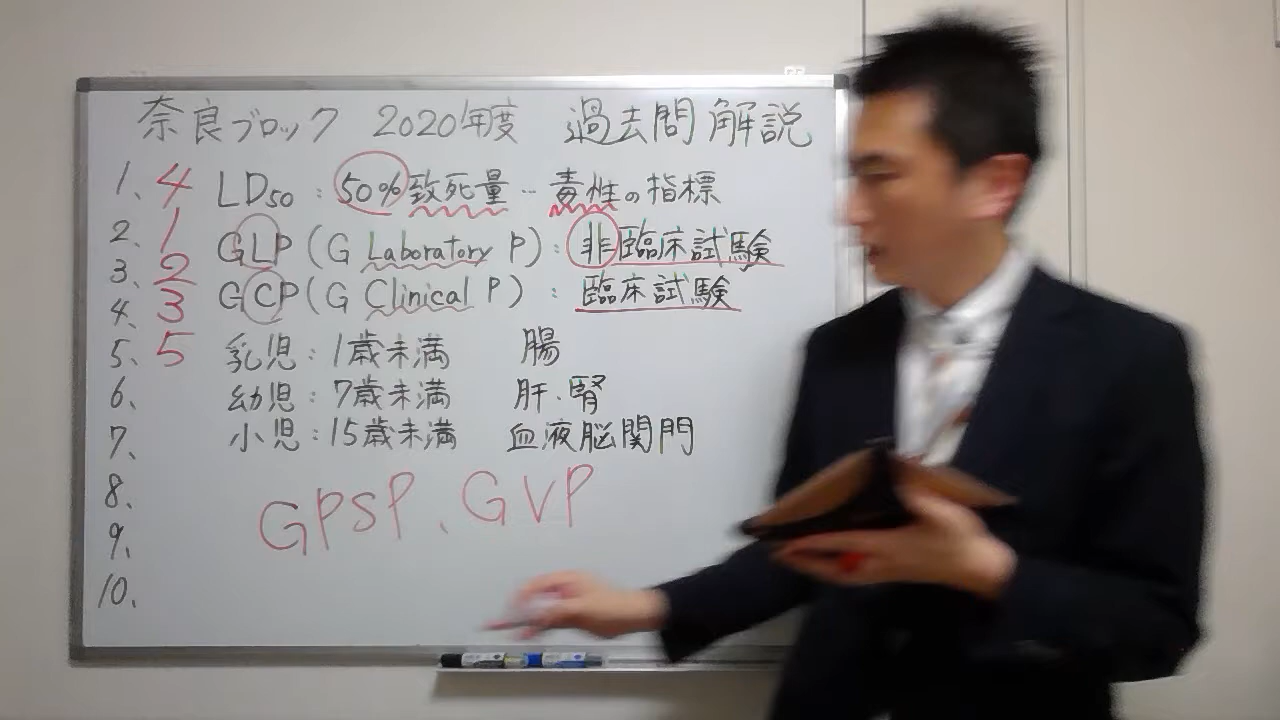 奈良ブロック 2020年度 過去問解説
1. 4 LD50 : 50%致死量…毒性の指標
2. 1 GLP (G Laboratory P) : 非臨床試験
3. 2
4. 3 GCP (G Clinical P) : 臨床試験
5. 5 乳児 : 1歳未満 腸
6. 幼児 : 7歳未満 肝、腎
7. 小児 : 15歳未満 血液脳関門
8. GPSP、GVP
9.
10.